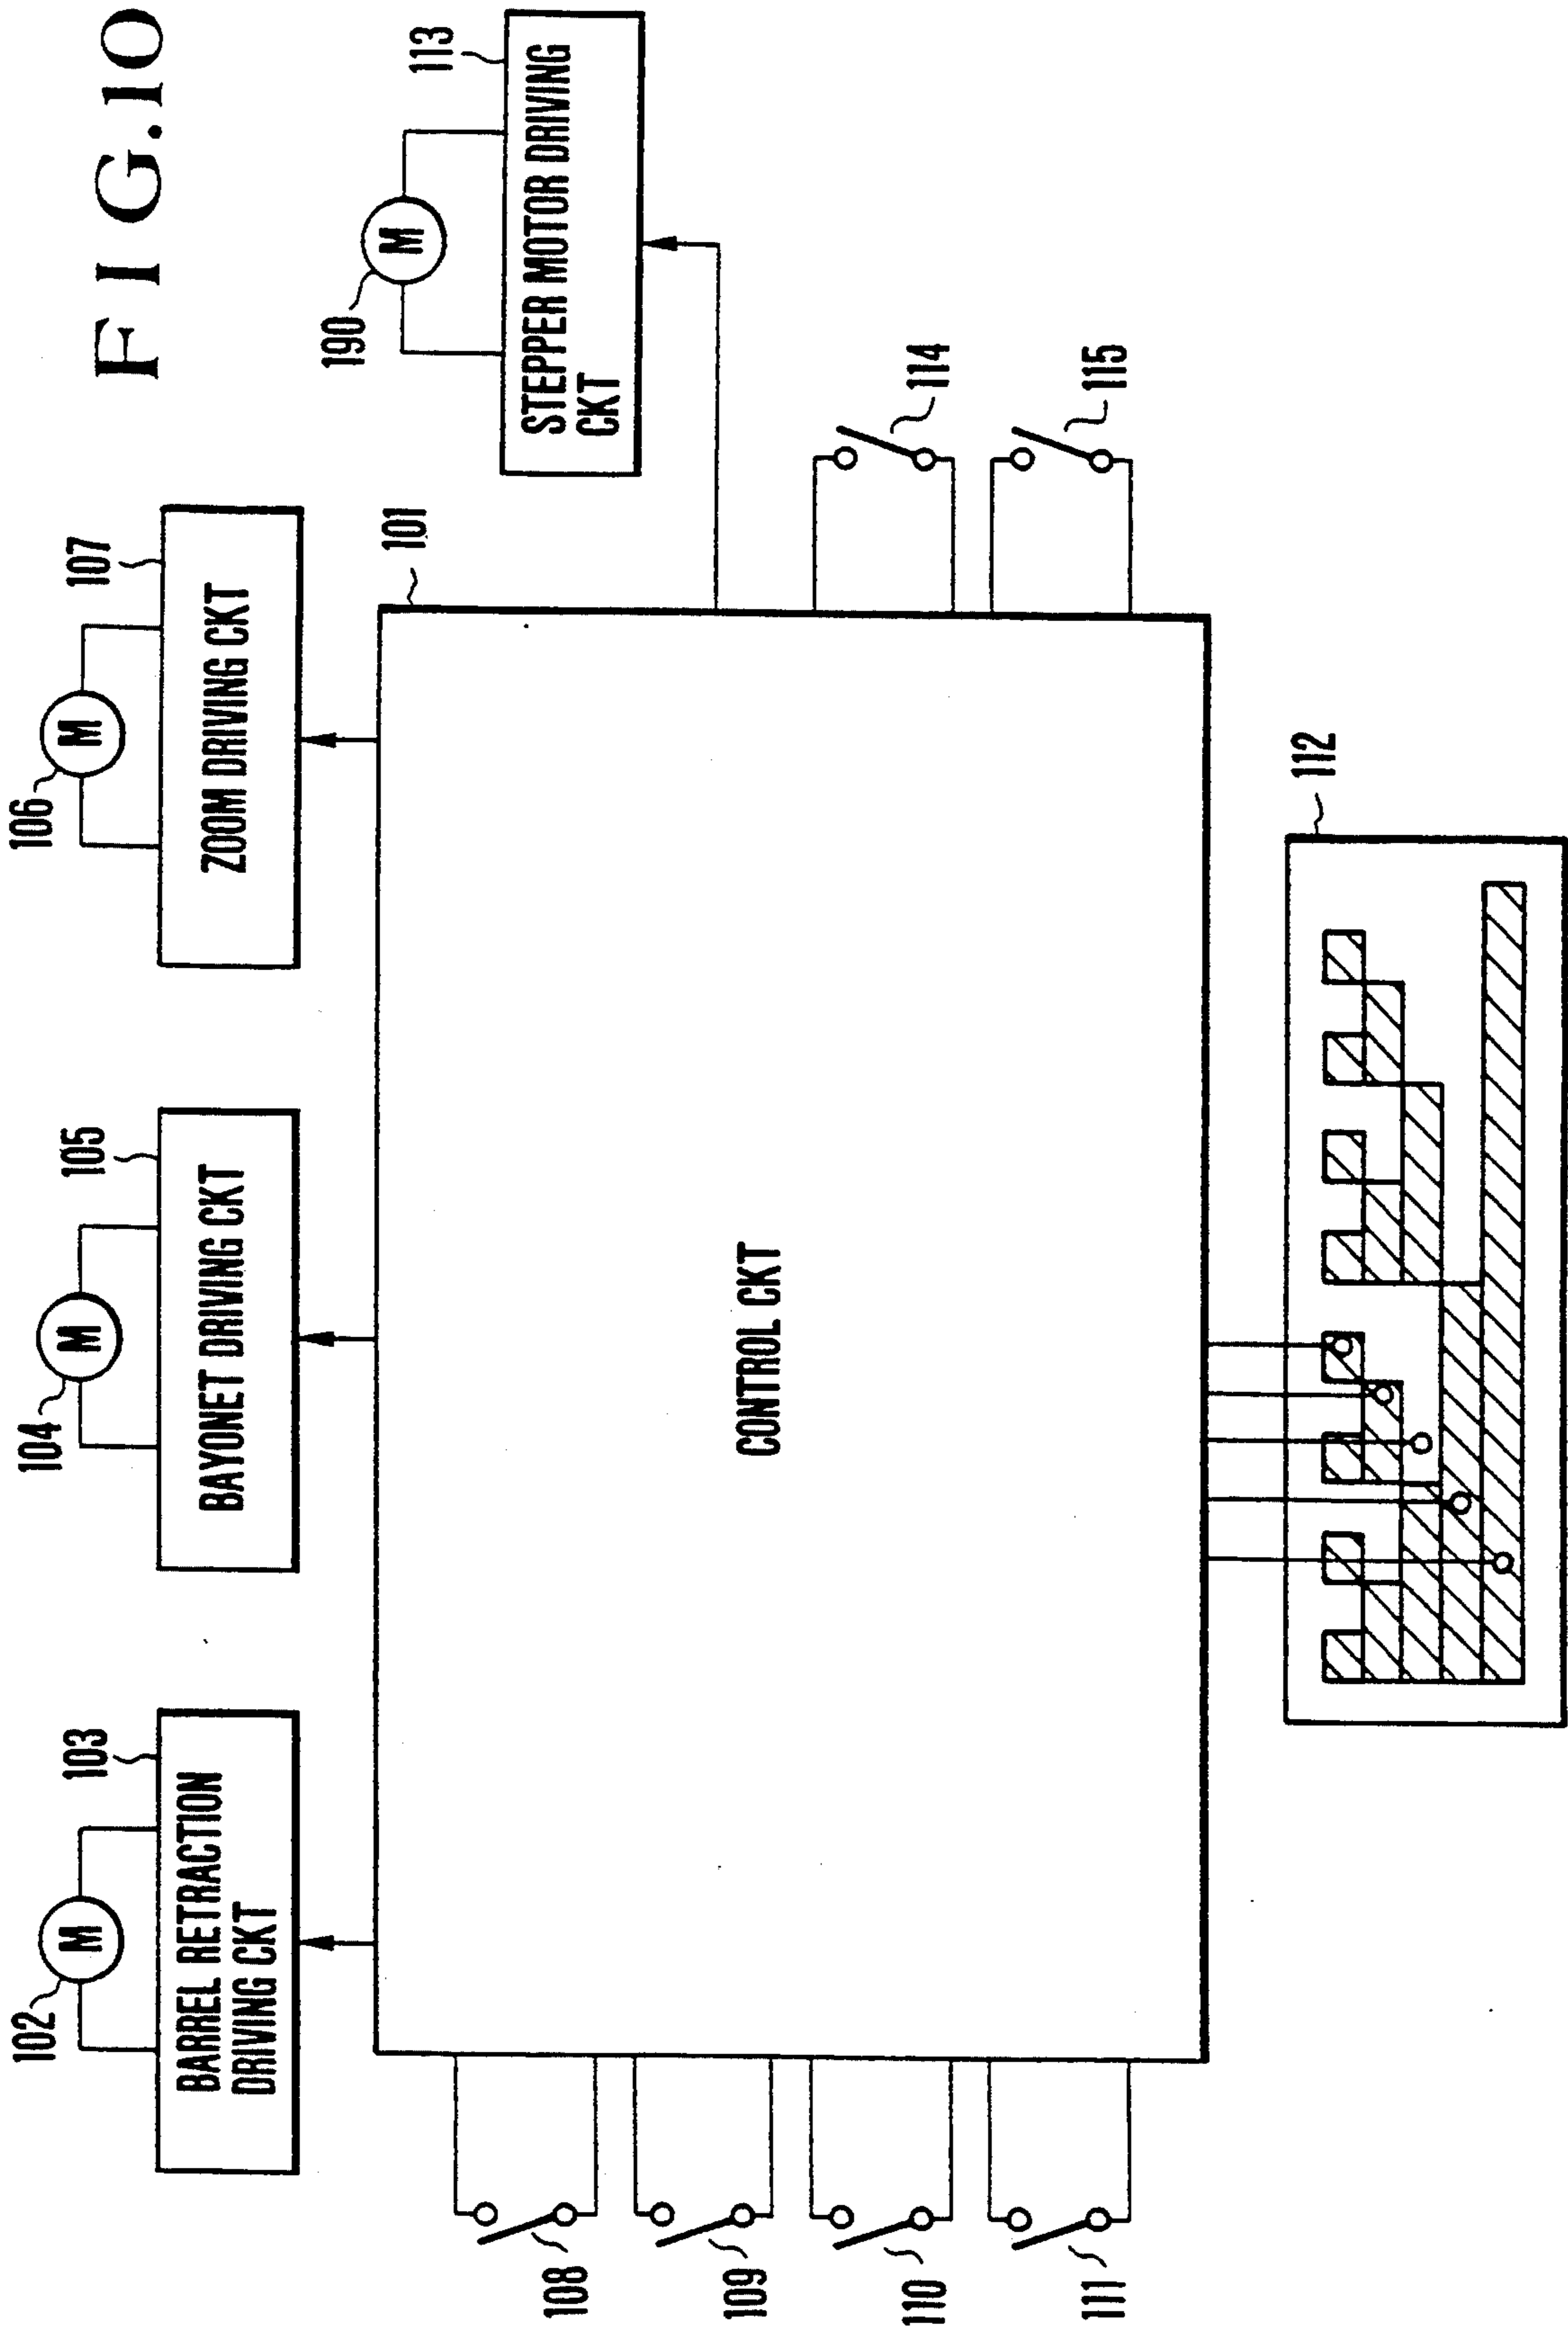 FIG.10
102
M
103
BARREL RETRACTION
DRIVING CKT
104
M
105
BAYONET DRIVING CKT
106
M
107
ZOOM DRIVING CKT
190
M
113
STEPPER MOTOR DRIVING
CKT
101
CONTROL CKT
108
109
110
111
114
115
112